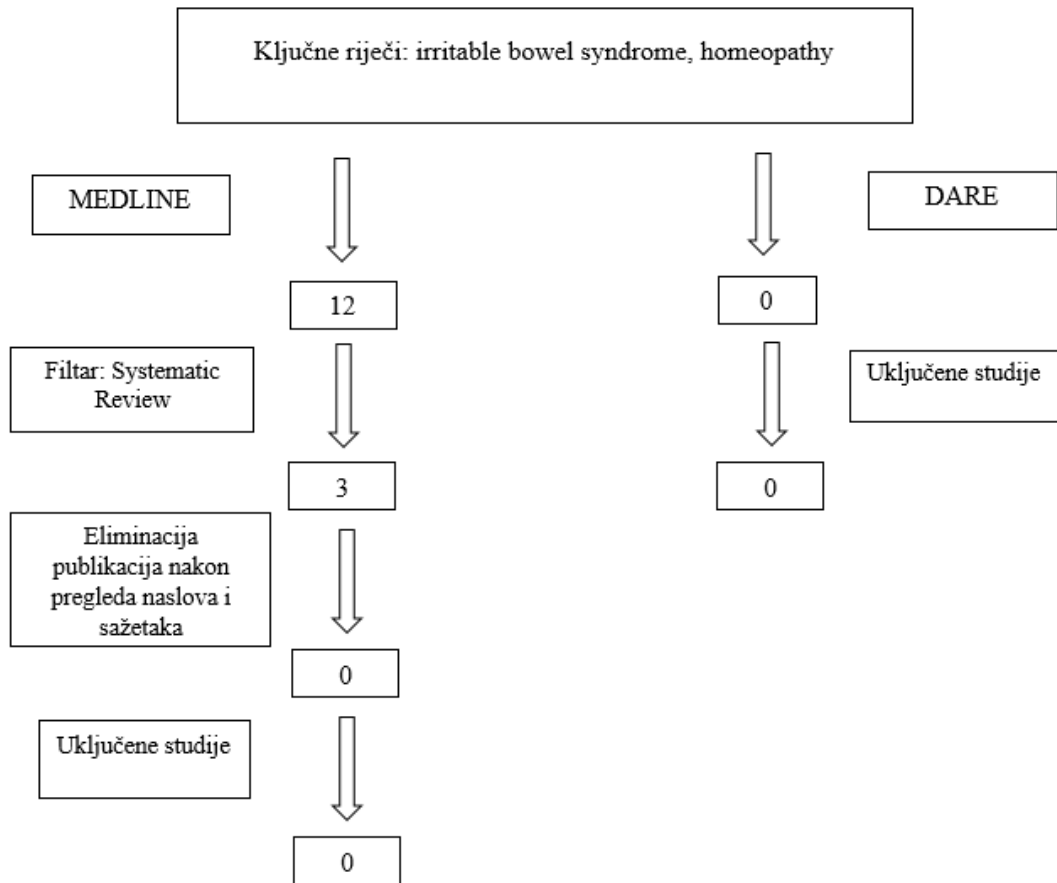 Ključne riječi: irritable bowel syndrome, homeopathy
MEDLINE
DARE
12
0
Filtar: Systematic
Review
Uključene studije
3
0
Eliminacija
publikacija nakon
pregleda naslova i
sažetaka
0
Uključene studije
0